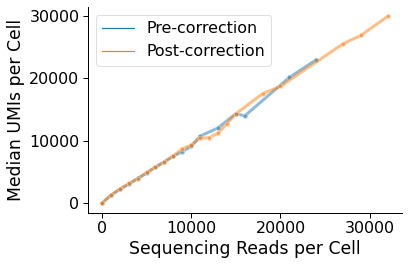 Pre-correction
Post-correction
Median UMIs per Cell
30000
20000
10000
0
0 10000 20000 30000
Sequencing Reads per Cell